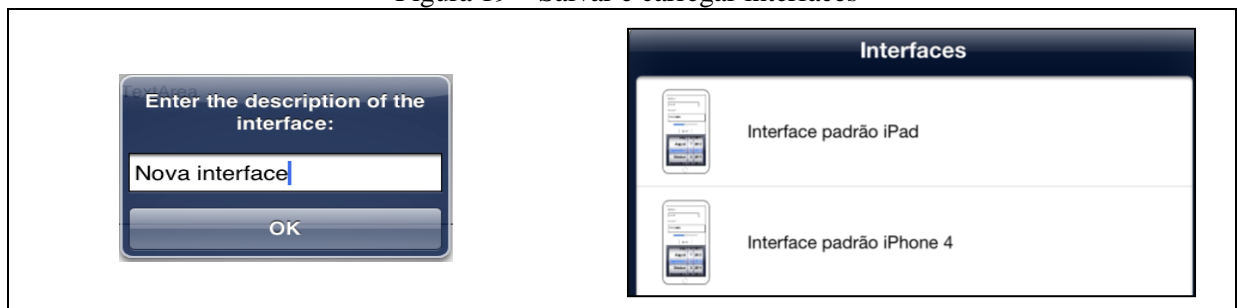 Figura 19 – Salvar e carregar interfaces
TextArea
Enter the description of the
interface:
Nova interface
OK
Interfaces
Interface padrão iPad
Interface padrão iPhone 4